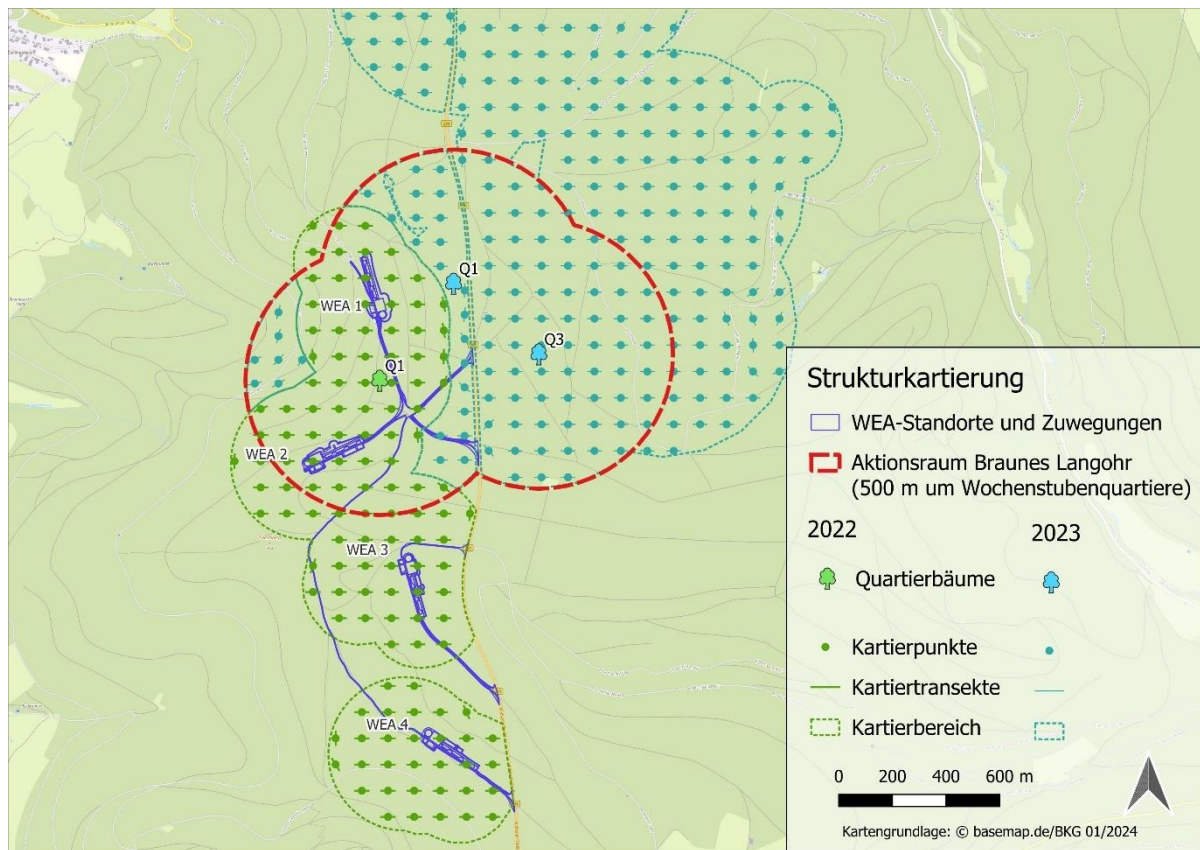 Q1
WEA 1
Q3
Q1
WEA 2
WEA 3
WEA 4
Strukturkartierung
WEA-Standorte und Zuwegungen
Aktionsraum Braunes Langohr
(500 m um Wochenstubenquartiere)
2022 2023
Quartierbäume
Kartierpunkte
Kartiertransekte
Kartierbereich
0 200 400 600 m
Kartengrundlage: © basemap.de/BKG 01/2024